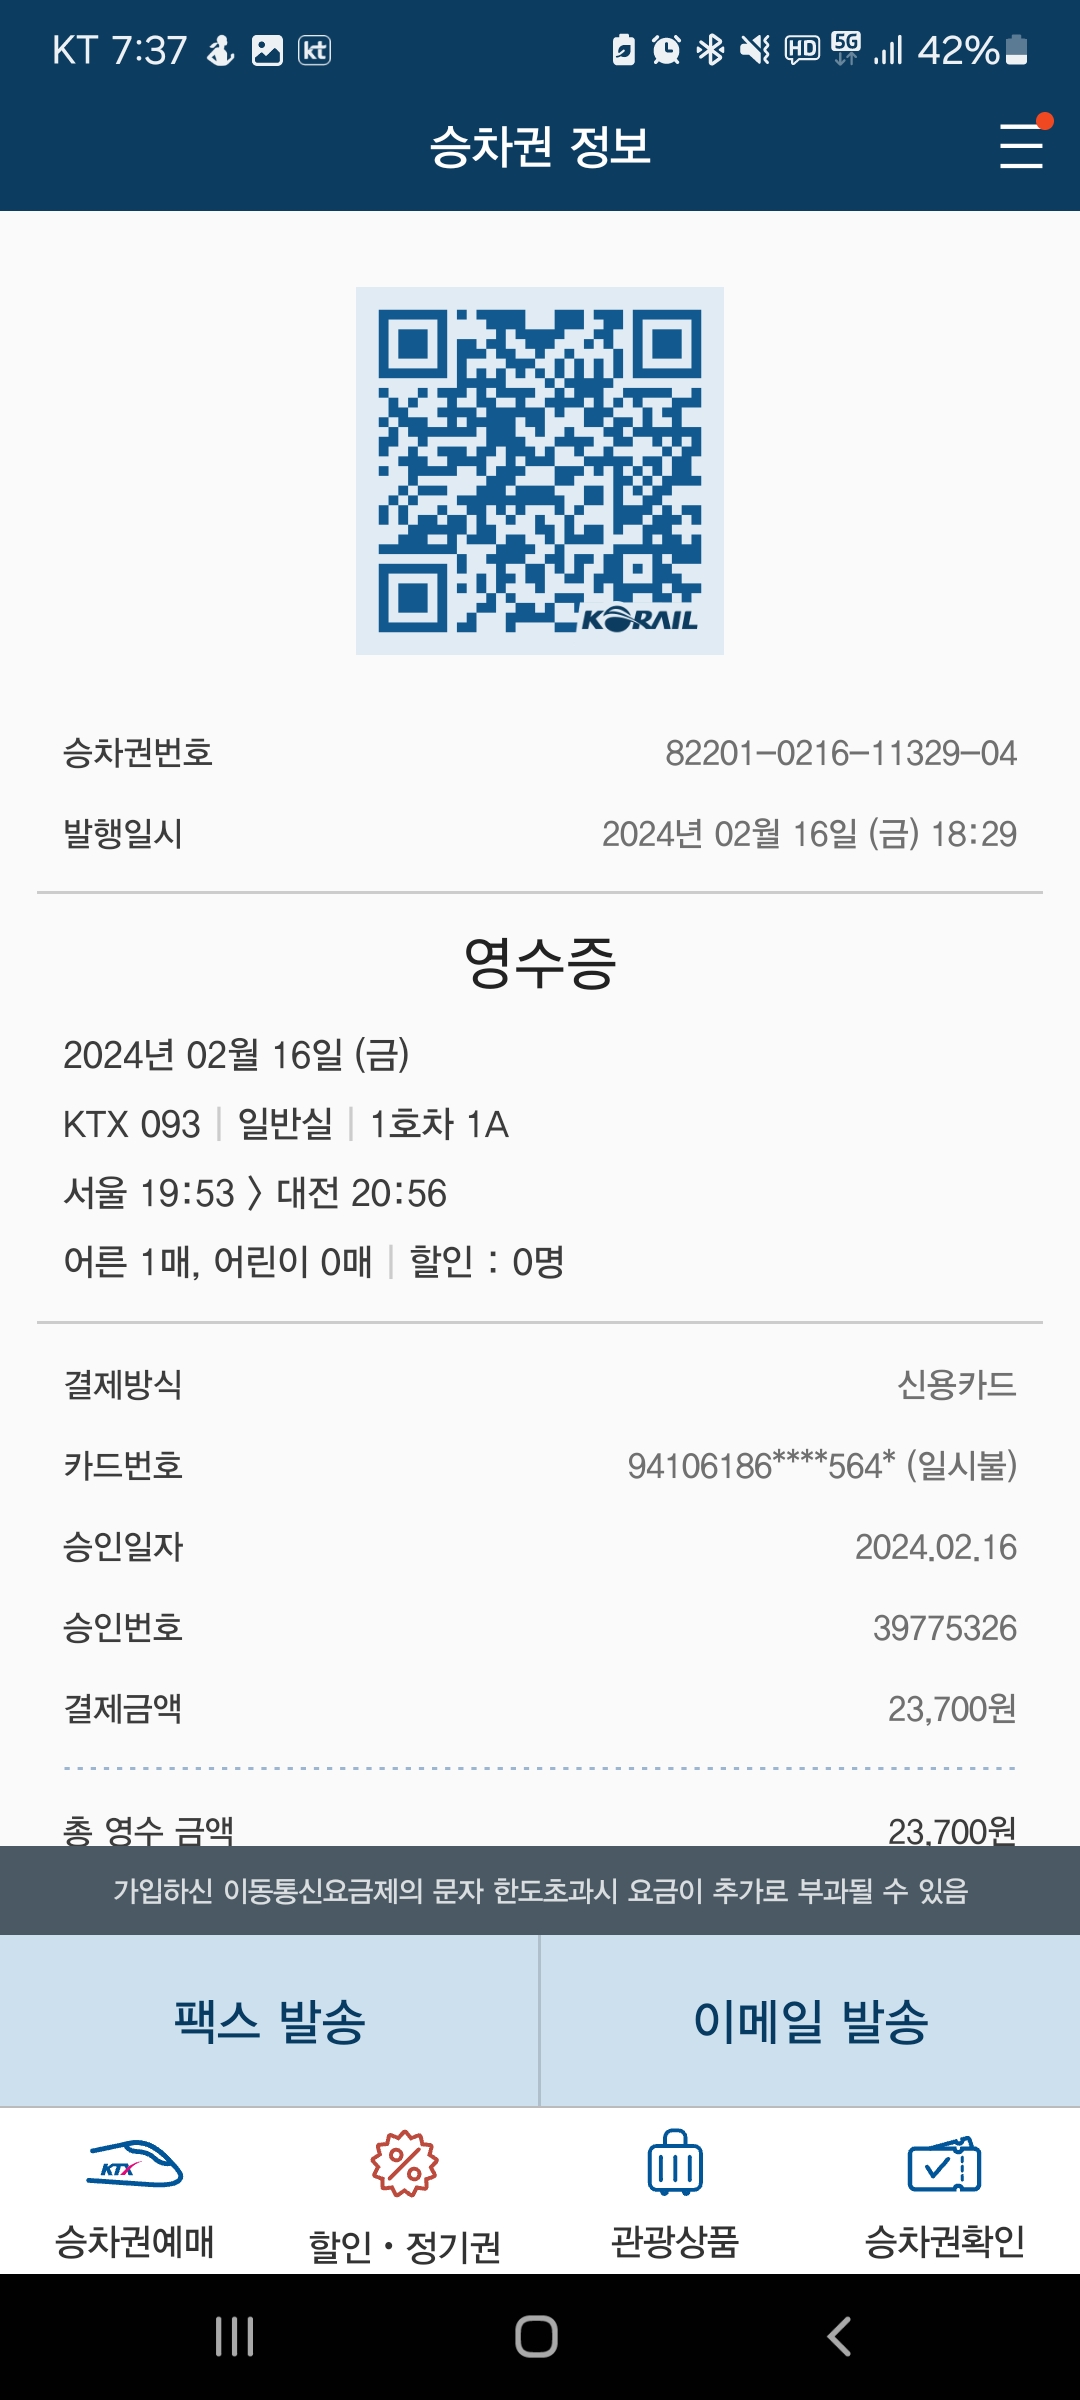 KT 7:37 kt HD 5G 42%
승차권 정보
KORAIL
승차권번호 82201-0216-11329-04
발행일시 2024년 02월 16일 (금) 18:29
영수증
2024년 02월 16일 (금)
KTX 093 | 일반실 | 1호차 1A
서울 19:53 〉 대전 20:56
어른 1매, 어린이 0매 | 할인 : 0명
결제방식 신용카드
카드번호 94106186****564* (일시불)
승인일자 2024.02.16
승인번호 39775326
결제금액 23,700원
총 영수 금액 23,700원
가입하신 이동통신요금제의 문자 한도초과시 요금이 추가로 부과될 수 있음
팩스 발송 이메일 발송
KTX
승차권예매 할인·정기권 관광상품 승차권확인